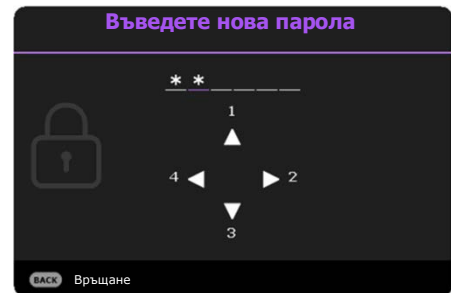 Въведете нова парола
* * _ _ _ _
1
4 2
3
BACK Връщане